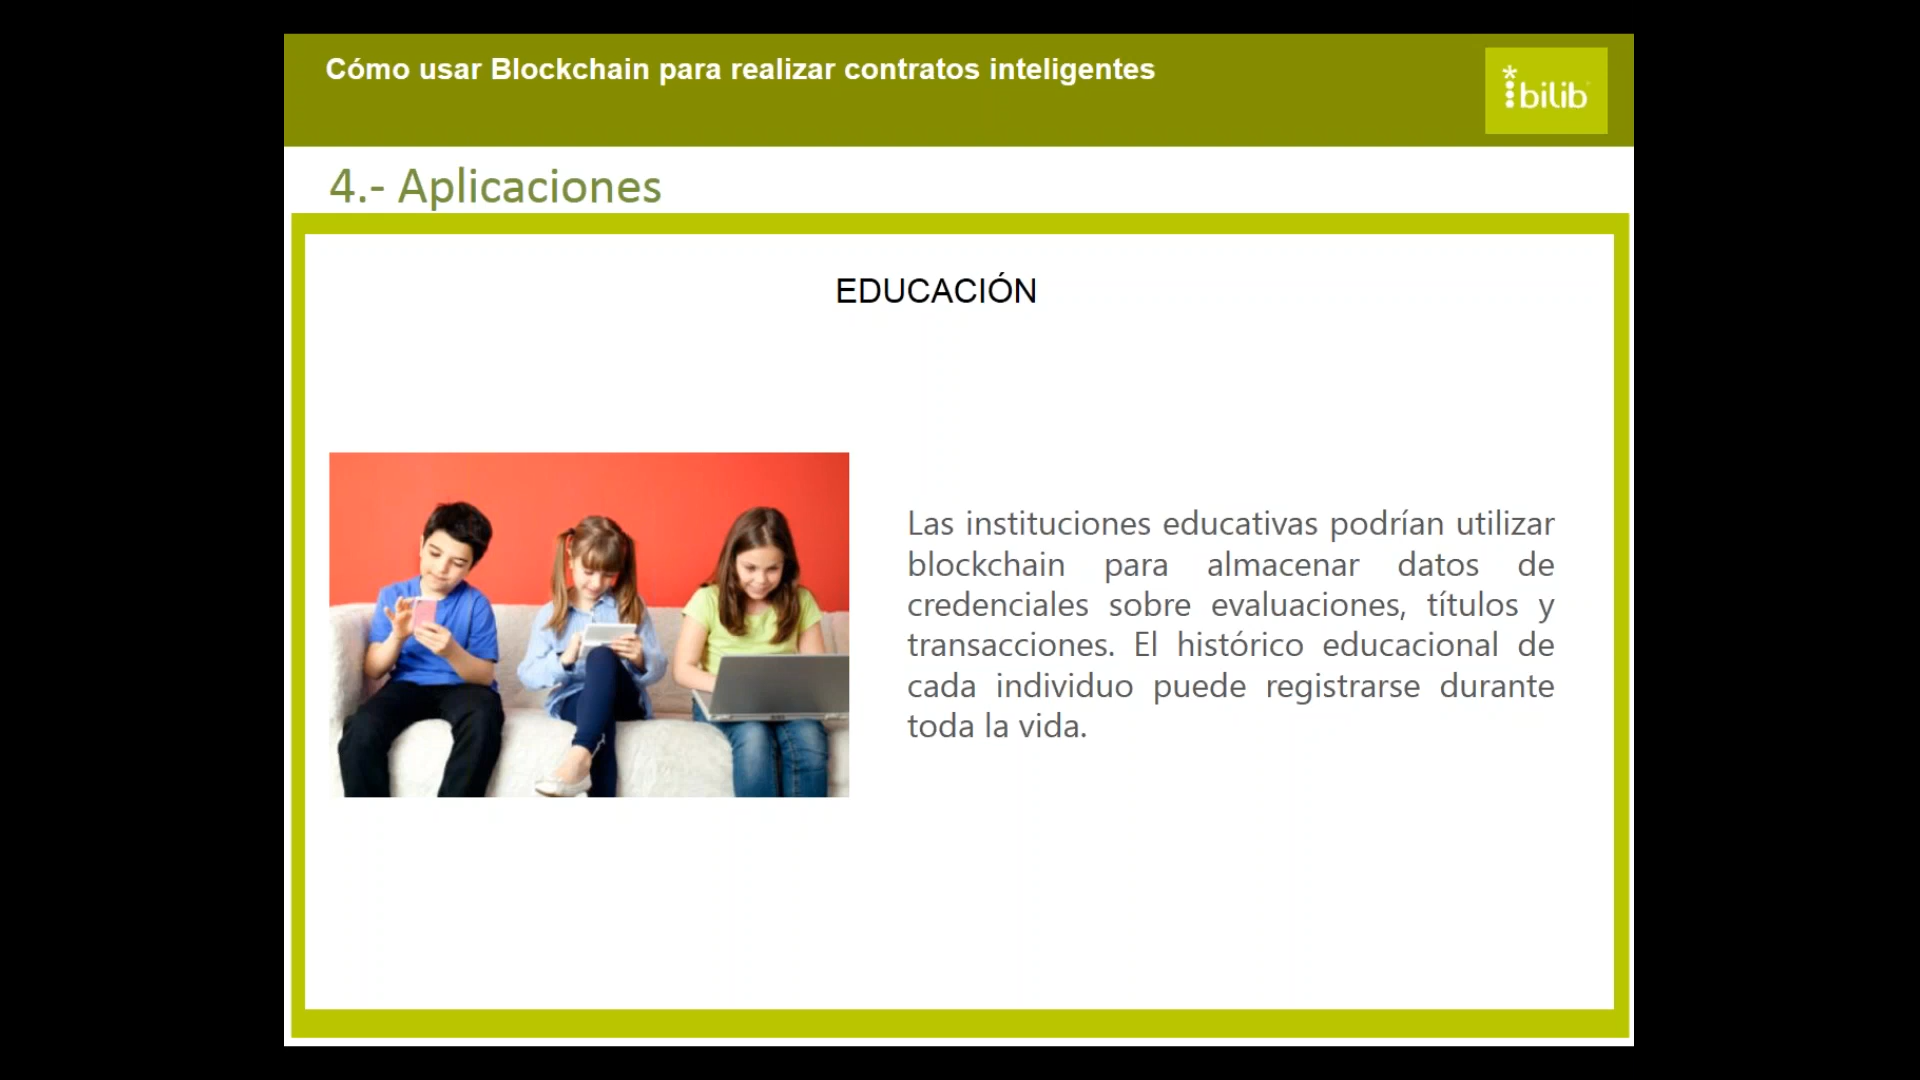 Cómo usar Blockchain para realizar contratos inteligentes
bilib
4.- Aplicaciones
EDUCACIÓN
Las instituciones educativas podrían utilizar
blockchain para almacenar datos de
credenciales sobre evaluaciones, títulos y
transacciones. El histórico educacional de
cada individuo puede registrarse durante
toda la vida.